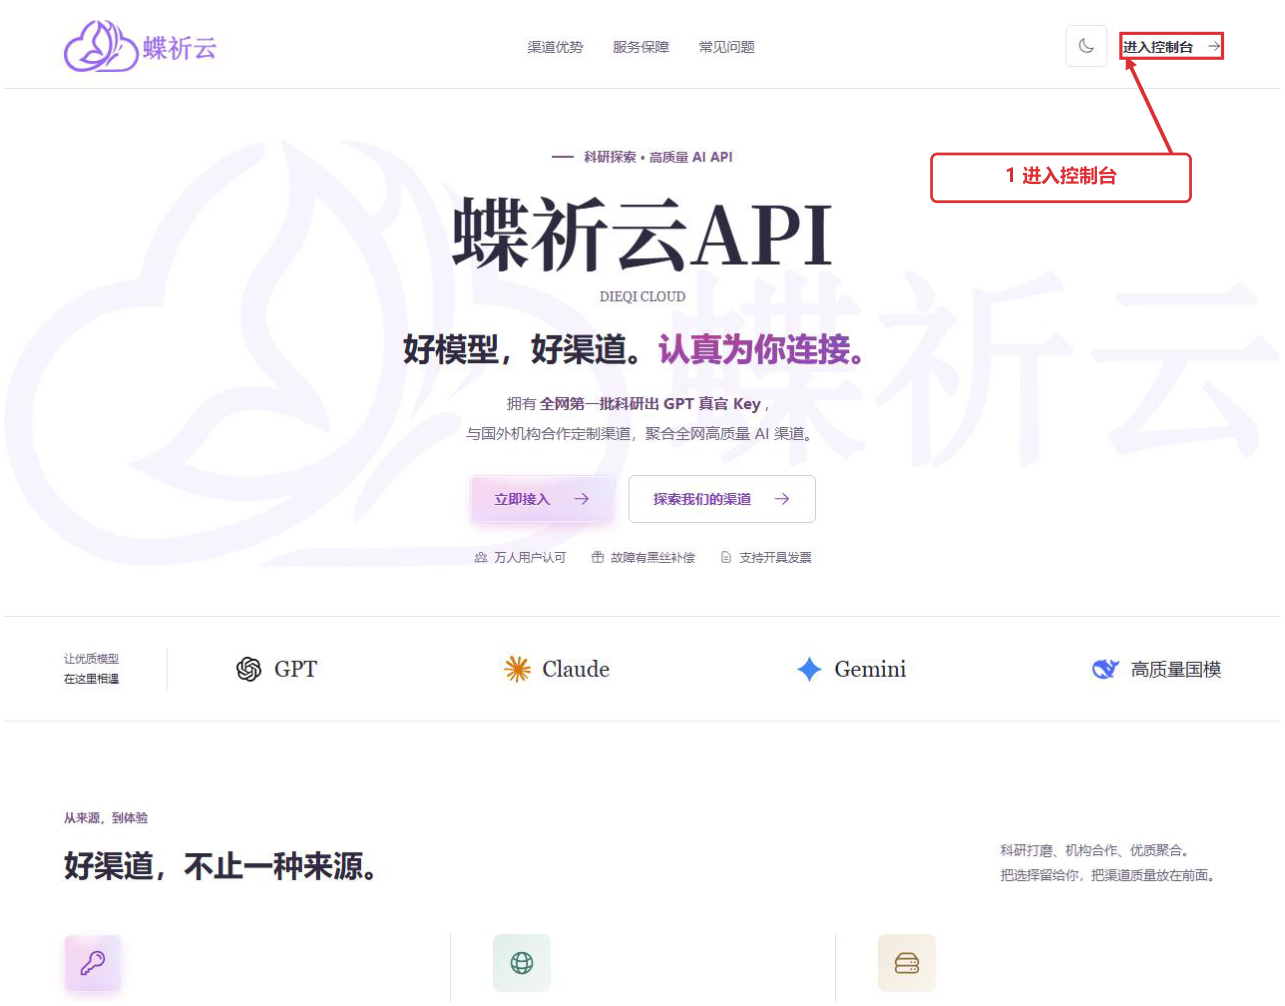 蝶祈云
渠道优势
服务保障
常见问题
进入控制台
1 进入控制台
科研探索 • 高质量 AI API
蝶祈云API
DIEQI CLOUD
好模型，好渠道。认真为你连接。
拥有 全网第一批科研出 GPT 真官 Key ,
与国外机构合作定制渠道，聚合全网高质量 AI 渠道。
立即接入
探索我们的渠道
万人用户认可
故障有黑丝补偿
支持开具发票
蝶祈云
让优质模型
在这里相遇
GPT
Claude
Gemini
高质量国模
从来源，到体验
好渠道，不止一种来源。
科研打磨、机构合作、优质聚合。
把选择留给你，把渠道质量放在前面。